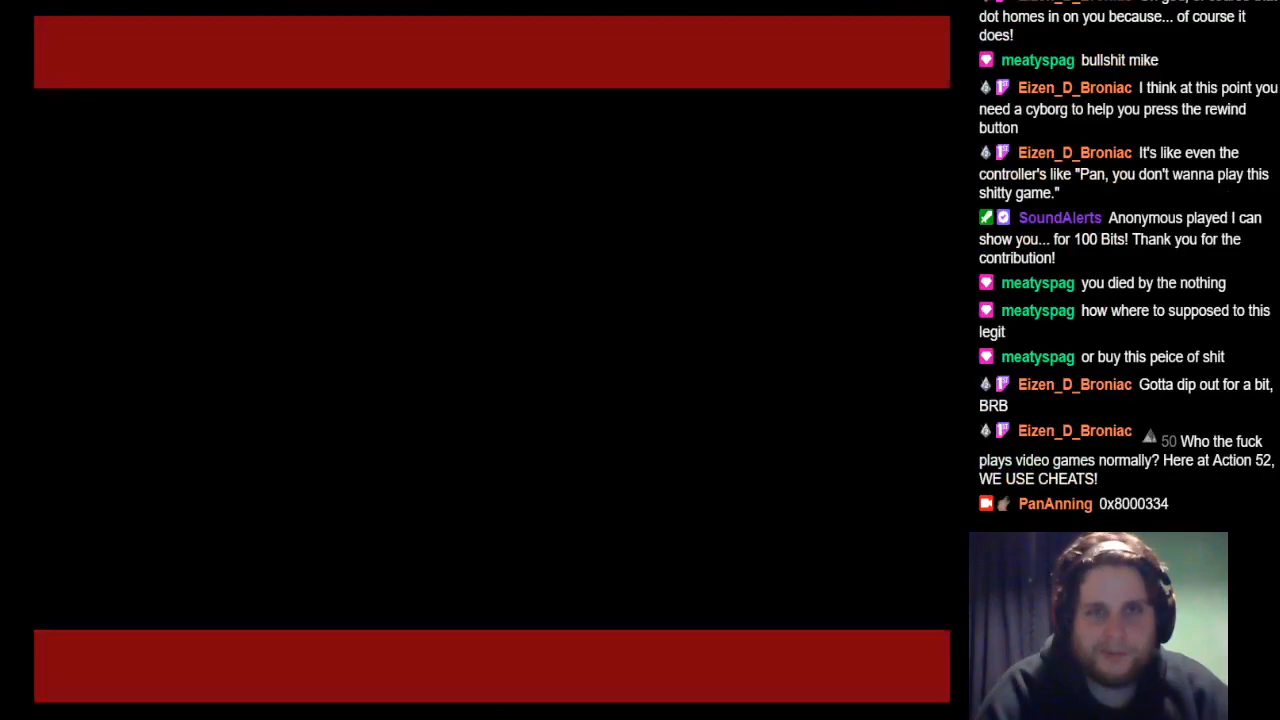 dot homes in on you because... of course it
does!
meatyspag bullshit mike
Eizen_D_Broniac I think at this point you
need a cyborg to help you press the rewind
button
Eizen_D_Broniac It's like even the
controller's like "Pan, you don't wanna play this
shitty game."
SoundAlerts Anonymous played I can
show you... for 100 Bits! Thank you for the
contribution!
meatyspag you died by the nothing
meatyspag how where to supposed to this
legit
meatyspag or buy this peice of shit
Eizen_D_Broniac Gotta dip out for a bit,
BRB
Eizen_D_Broniac 50 Who the fuck
plays video games normally? Here at Action 52,
WE USE CHEATS!
PanAnning 0x8000334